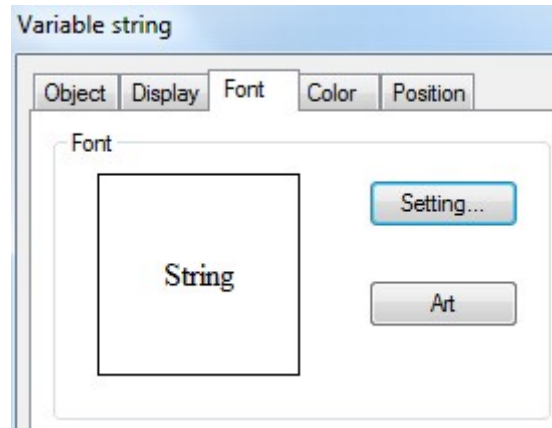 Variable string
Object Display Font Color Position
Font
Setting...
String
Art